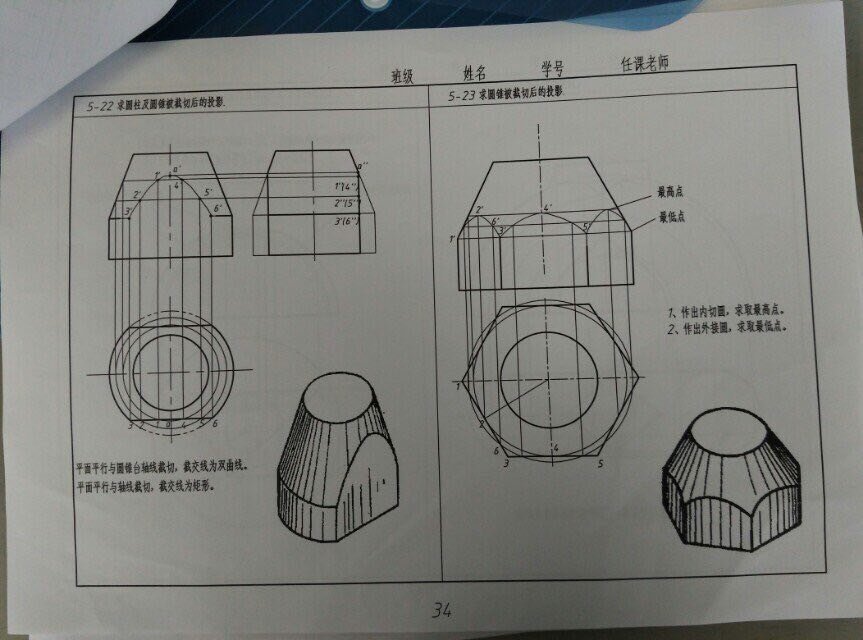 班级 姓名 学号 任课老师
5-22 求圆柱及圆锥被截切后的投影.
5-23 求圆锥被截切后的投影
1' a' 4'
2' 5'
3' 6'
a"
1"(4")
2"(5")
3"(6")
3 2 1 a 4 5 6
平面平行与圆锥台轴线截切，截交线为双曲线。
平面平行与轴线截切，截交线为矩形。
2' 4'
1' 6' 3' 5'
最高点
最低点
1、作出内切圆，求取最高点。
2、作出外接圆，求取最低点。
1
2
6 4
3 5
34